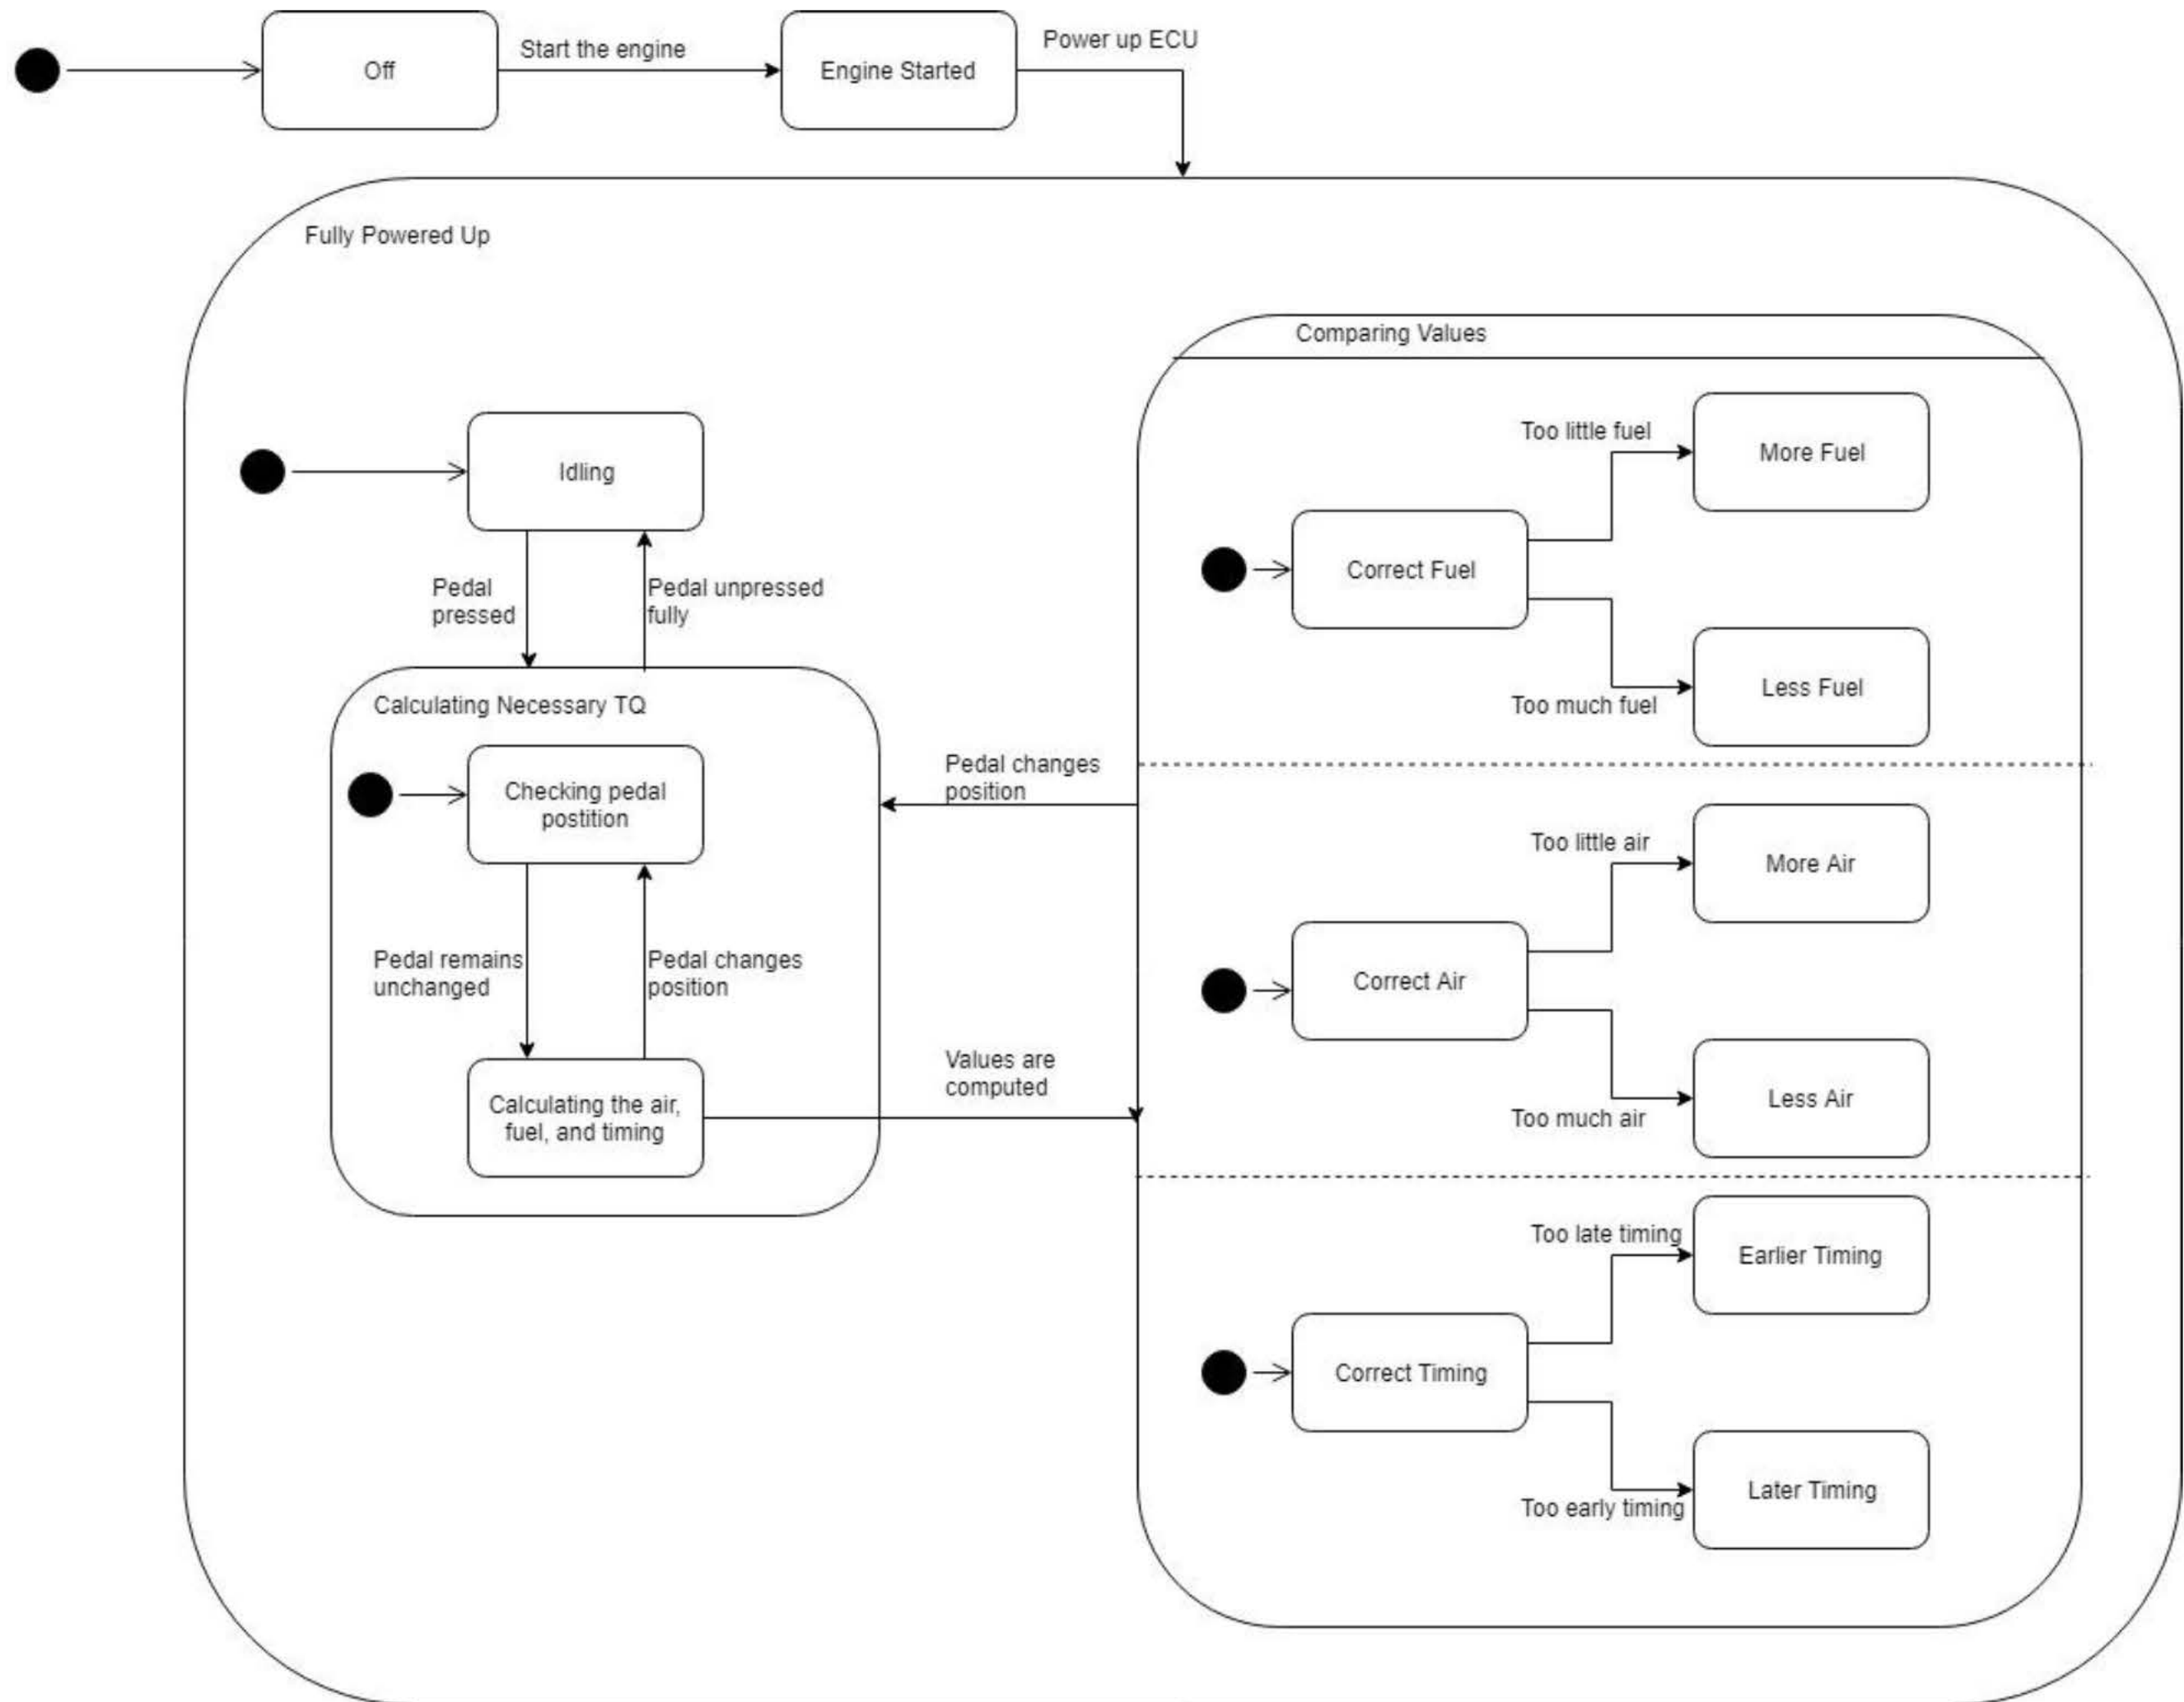 Off
Start the engine
Engine Started
Power up ECU
Fully Powered Up
Comparing Values
Idling
Pedal
pressed
Pedal unpressed
fully
Calculating Necessary TQ
Checking pedal
postition
Pedal remains
unchanged
Pedal changes
position
Calculating the air,
fuel, and timing
Pedal changes
position
Values are
computed
Too little fuel
More Fuel
Correct Fuel
Less Fuel
Too much fuel
Too little air
More Air
Correct Air
Less Air
Too much air
Too late timing
Earlier Timing
Correct Timing
Later Timing
Too early timing